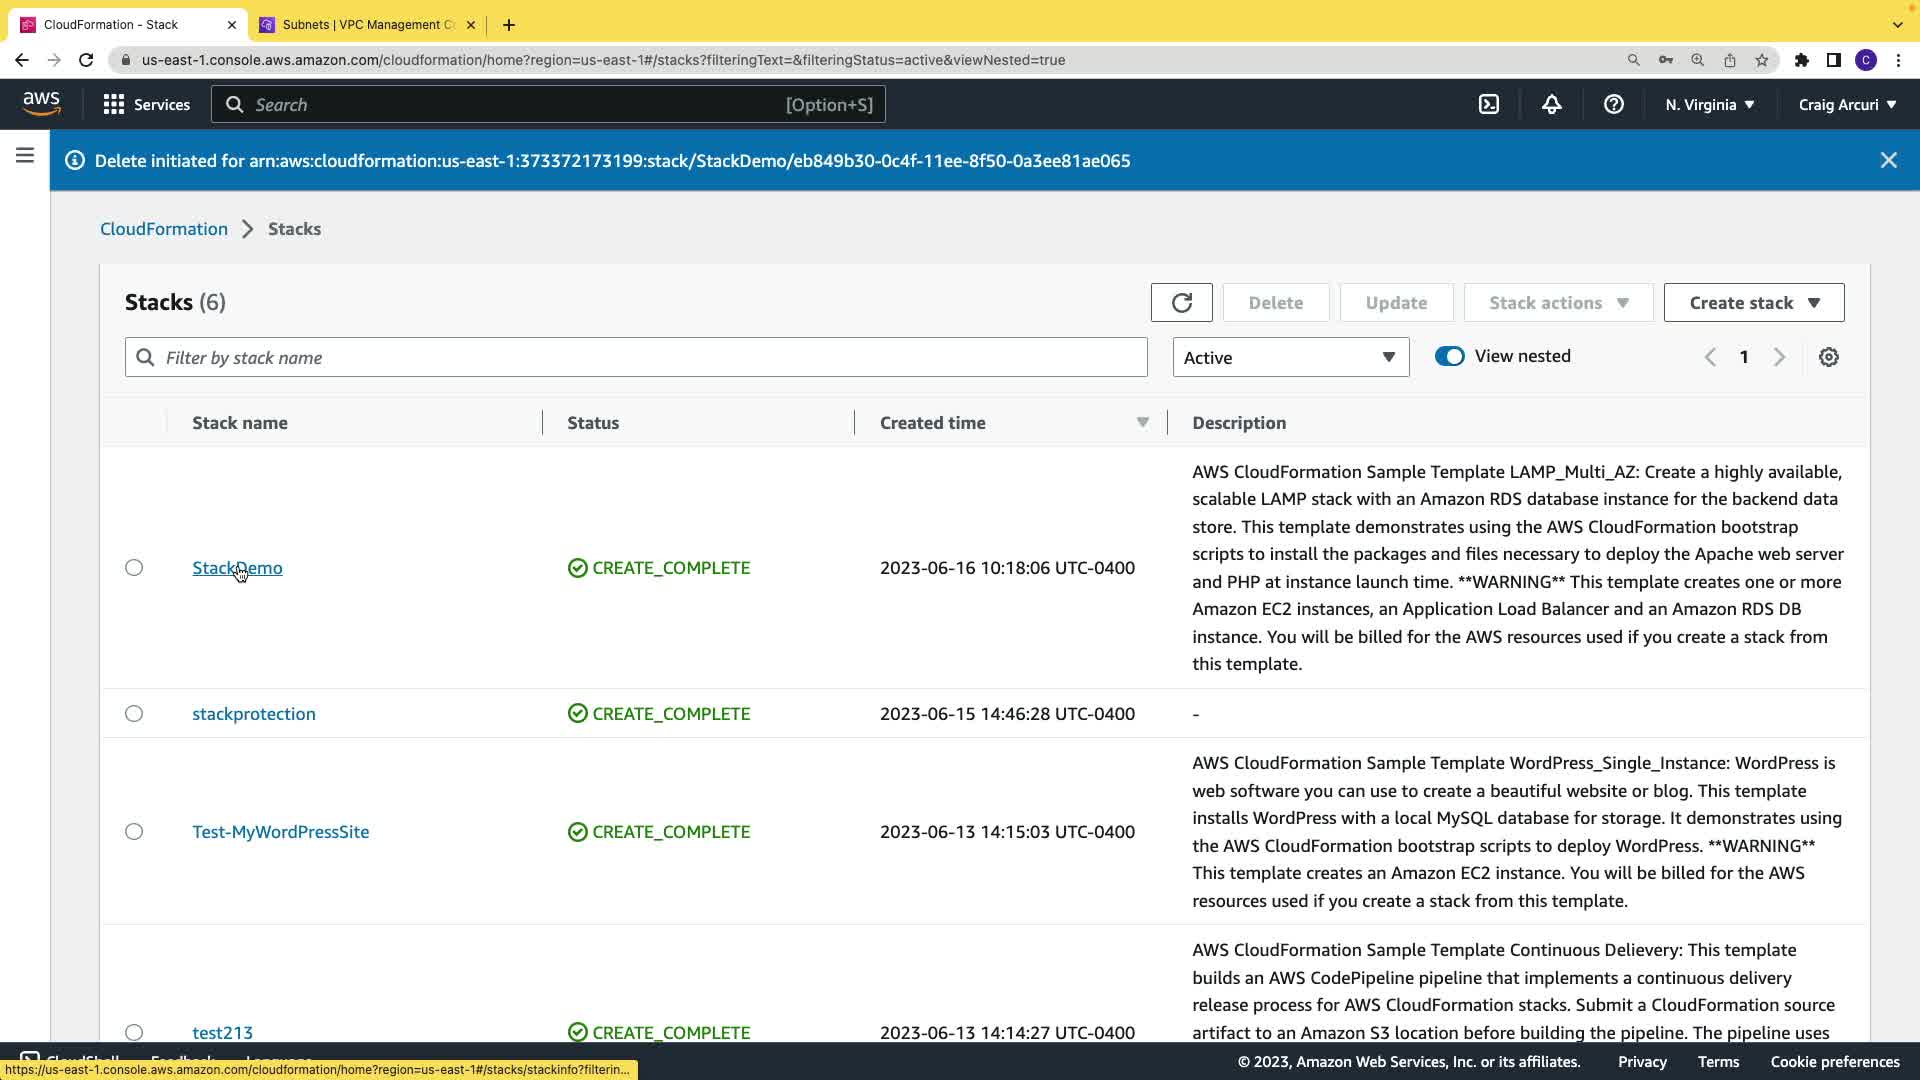 CloudFormation - Stack
Subnets | VPC Management C
us-east-1.console.aws.amazon.com/cloudformation/home?region=us-east-1#/stacks?filteringText=&filteringStatus=active&viewNested=true
C
aws
Services
Search
[Option+S]
N. Virginia
Craig Arcuri
Delete initiated for arn:aws:cloudformation:us-east-1:373372173199:stack/StackDemo/eb849b30-0c4f-11ee-8f50-0a3ee81ae065
CloudFormation
Stacks
Stacks (6)
Delete
Update
Stack actions
Create stack
Filter by stack name
Active
View nested
1
Stack name
Status
Created time
Description
StackDemo
CREATE_COMPLETE
2023-06-16 10:18:06 UTC-0400
AWS CloudFormation Sample Template LAMP_Multi_AZ: Create a highly available,
scalable LAMP stack with an Amazon RDS database instance for the backend data
store. This template demonstrates using the AWS CloudFormation bootstrap
scripts to install the packages and files necessary to deploy the Apache web server
and PHP at instance launch time. **WARNING** This template creates one or more
Amazon EC2 instances, an Application Load Balancer and an Amazon RDS DB
instance. You will be billed for the AWS resources used if you create a stack from
this template.
stackprotection
CREATE_COMPLETE
2023-06-15 14:46:28 UTC-0400
-
Test-MyWordPressSite
CREATE_COMPLETE
2023-06-13 14:15:03 UTC-0400
AWS CloudFormation Sample Template WordPress_Single_Instance: WordPress is
web software you can use to create a beautiful website or blog. This template
installs WordPress with a local MySQL database for storage. It demonstrates using
the AWS CloudFormation bootstrap scripts to deploy WordPress. **WARNING**
This template creates an Amazon EC2 instance. You will be billed for the AWS
resources used if you create a stack from this template.
test213
CREATE_COMPLETE
2023-06-13 14:14:27 UTC-0400
AWS CloudFormation Sample Template Continuous Delievery: This template
builds an AWS CodePipeline pipeline that implements a continuous delivery
release process for AWS CloudFormation stacks. Submit a CloudFormation source
artifact to an Amazon S3 location before building the pipeline. The pipeline uses
CloudShell
Feedback
Language
© 2023, Amazon Web Services, Inc. or its affiliates.
Privacy
Terms
Cookie preferences
https://us-east-1.console.aws.amazon.com/cloudformation/home?region=us-east-1#/stacks/stackinfo?filterin...